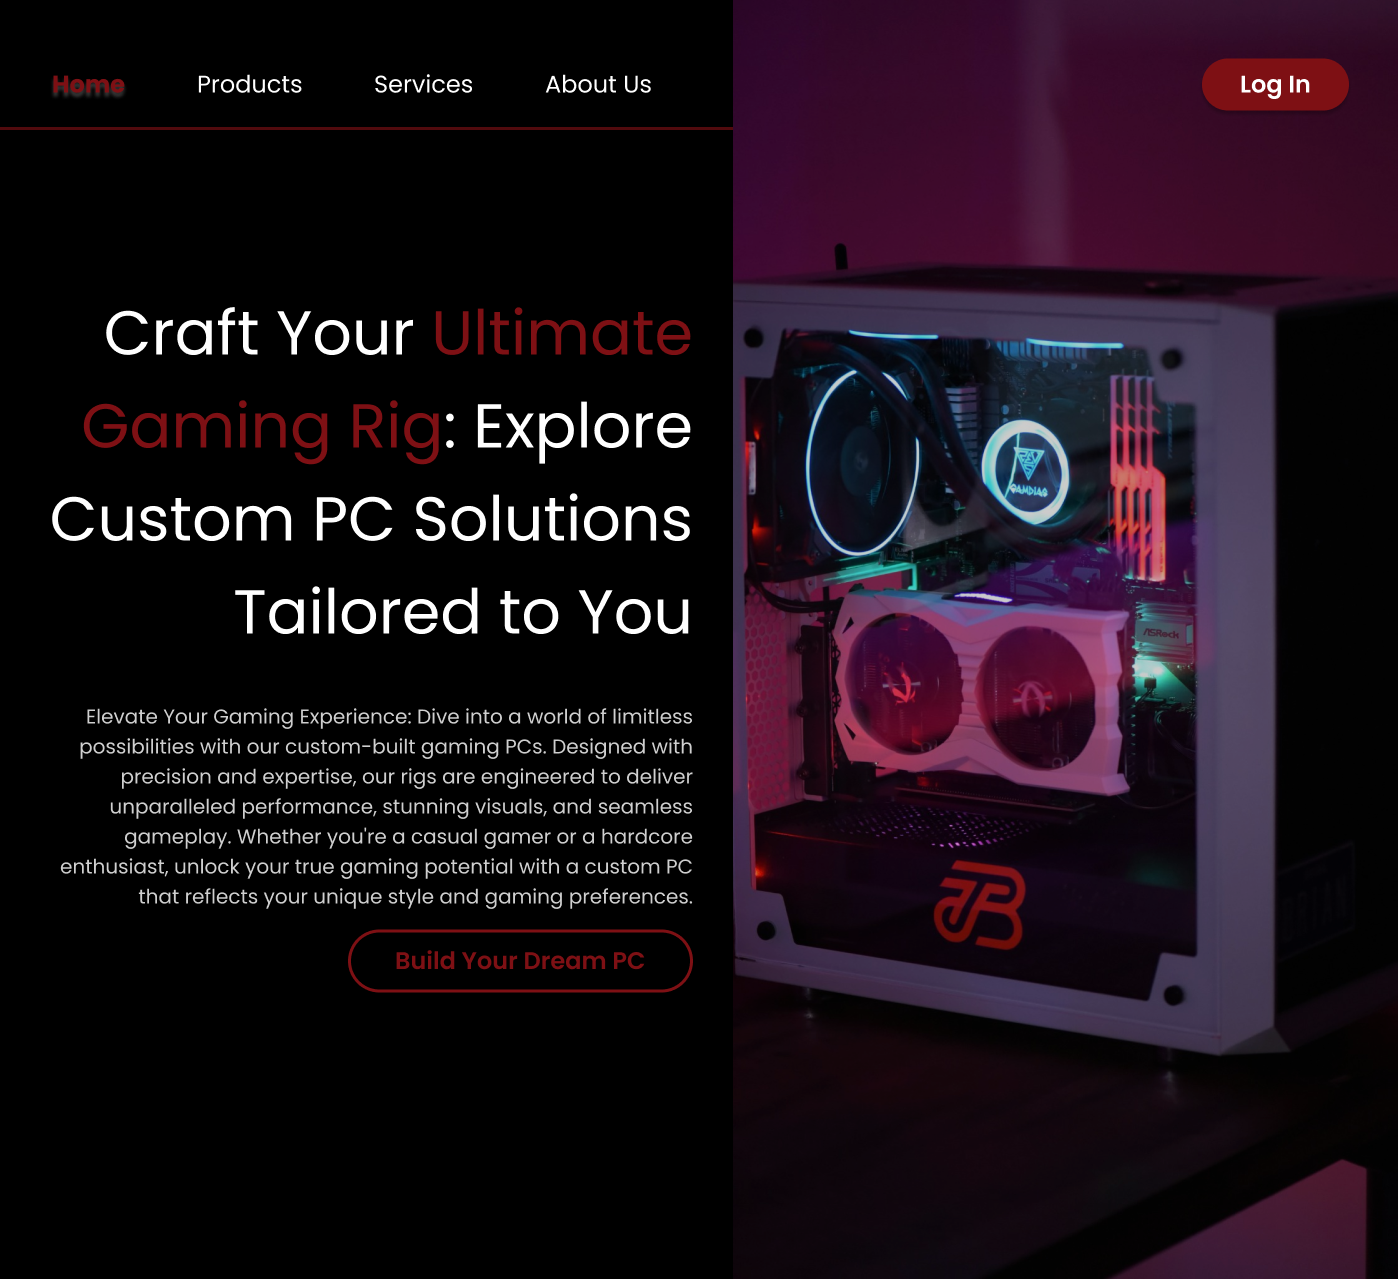 Home Products Services About Us Log In
Craft Your Ultimate
Gaming Rig: Explore
Custom PC Solutions
Tailored to You
Elevate Your Gaming Experience: Dive into a world of limitless
possibilities with our custom-built gaming PCs. Designed with
precision and expertise, our rigs are engineered to deliver
unparalleled performance, stunning visuals, and seamless
gameplay. Whether you're a casual gamer or a hardcore
enthusiast, unlock your true gaming potential with a custom PC
that reflects your unique style and gaming preferences.
Build Your Dream PC
GAMDIAS
ASRock